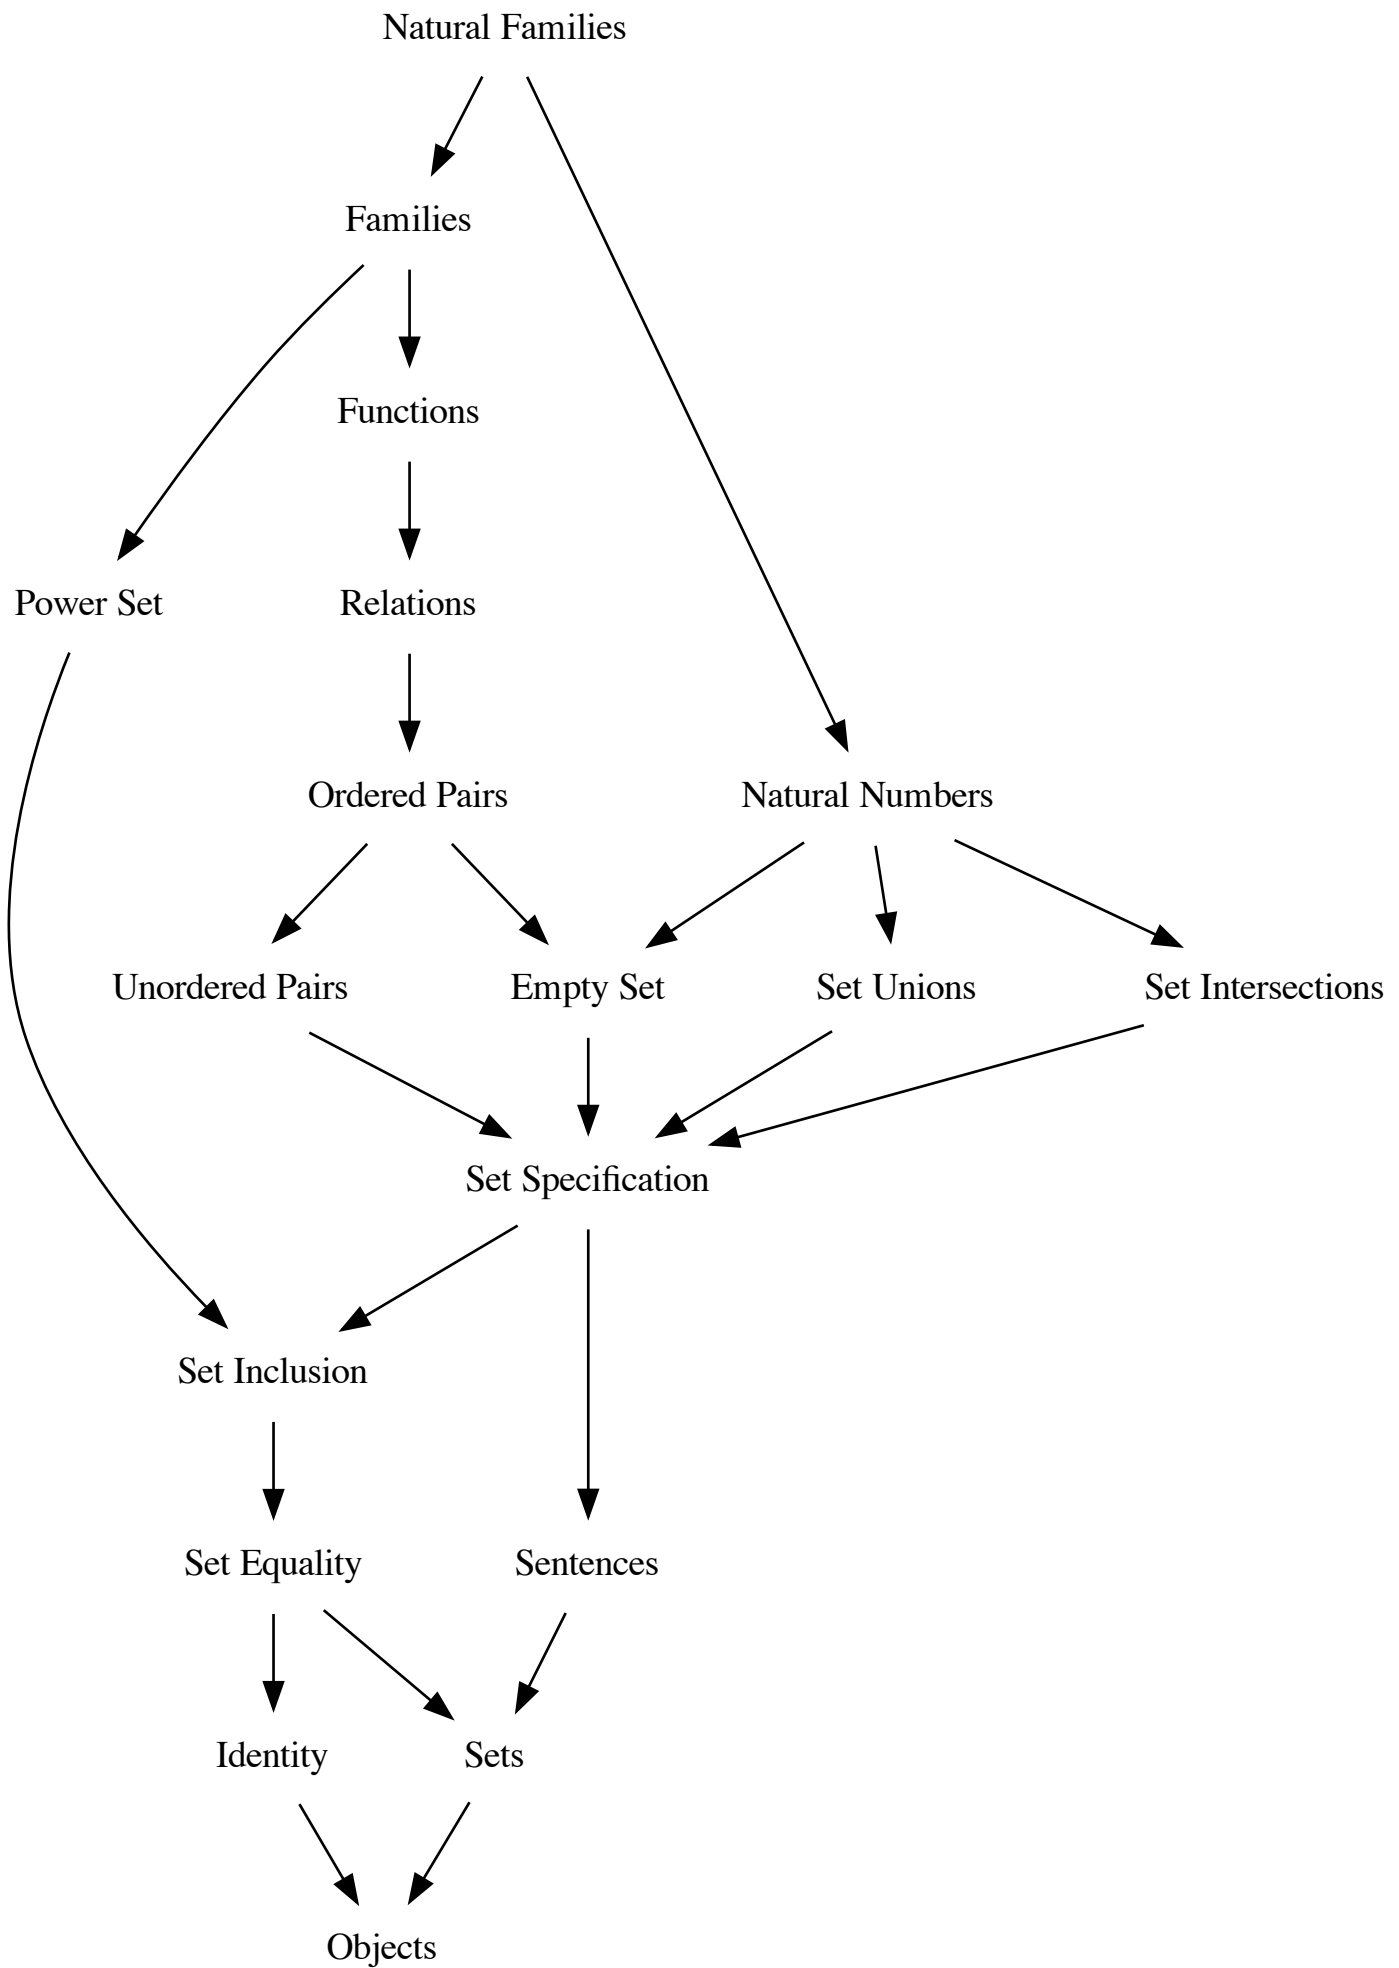 Natural Families
Families
Functions
Power Set
Relations
Ordered Pairs
Natural Numbers
Unordered Pairs
Empty Set
Set Unions
Set Intersections
Set Specification
Set Inclusion
Set Equality
Sentences
Identity
Sets
Objects